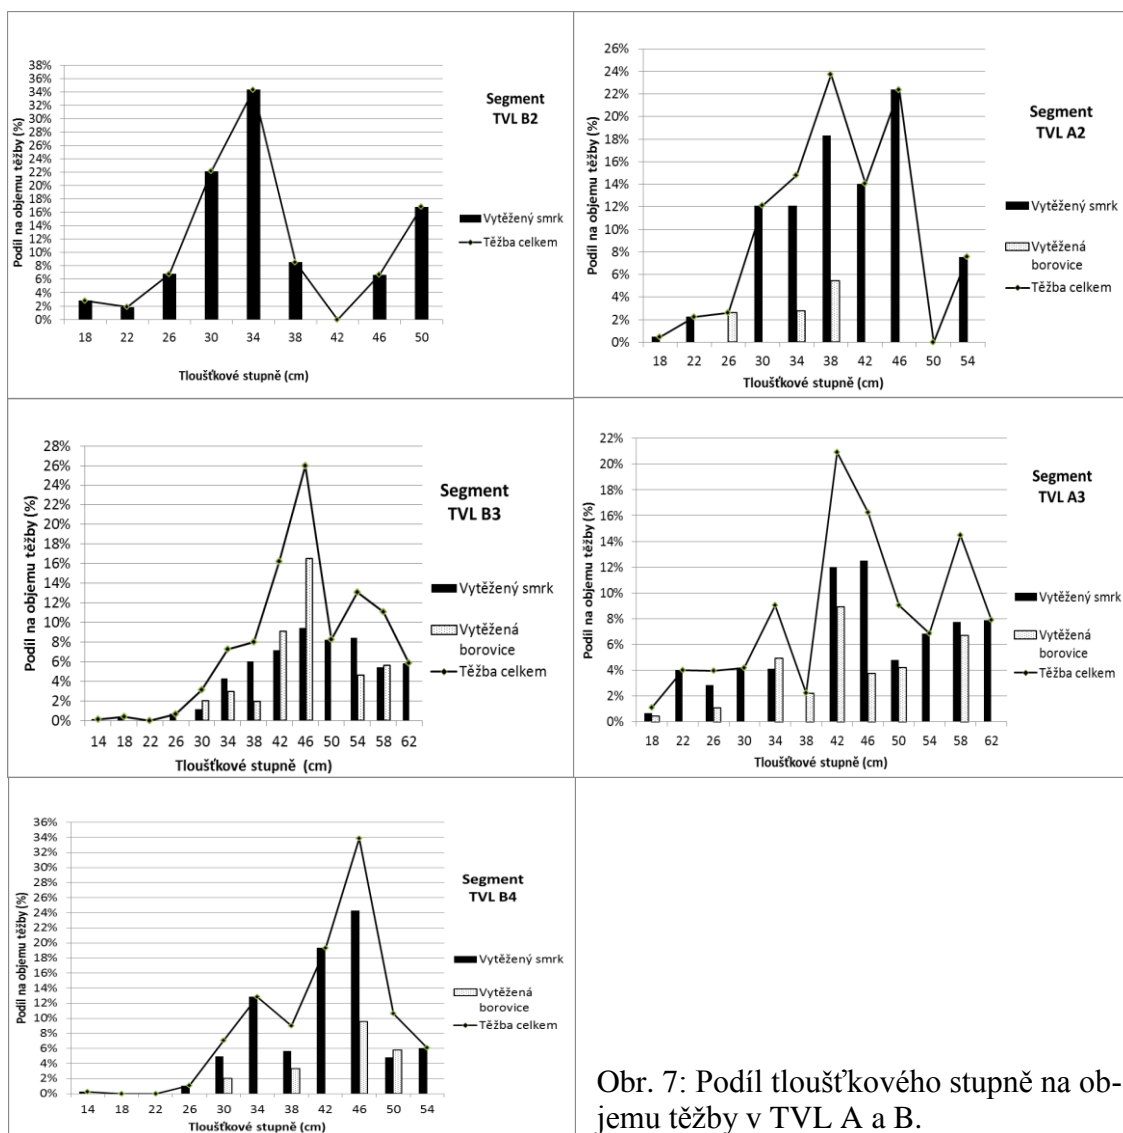 38%
36%
34%
32%
30%
28%
26%
24%
22%
20%
18%
16%
14%
12%
10%
8%
6%
4%
2%
0%
Podíl na objemu těžby (%)
18 22 26 30 34 38 42 46 50
Tloušťkové stupně (cm)
Segment
TVL B2
Vytěžený smrk
Těžba celkem
26%
24%
22%
20%
18%
16%
14%
12%
10%
8%
6%
4%
2%
0%
Podíl na objemu těžby (%)
18 22 26 30 34 38 42 46 50 54
Tloušťkové stupně (cm)
Segment
TVL A2
Vytěžený smrk
Vytěžená
borovice
Těžba celkem
28%
26%
24%
22%
20%
18%
16%
14%
12%
10%
8%
6%
4%
2%
0%
Podíl na objemu těžby (%)
14 18 22 26 30 34 38 42 46 50 54 58 62
Tloušťkové stupně (cm)
Segment
TVL B3
Vytěžený smrk
Vytěžená
borovice
Těžba celkem
22%
20%
18%
16%
14%
12%
10%
8%
6%
4%
2%
0%
Podíl na objemu těžby (%)
18 22 26 30 34 38 42 46 50 54 58 62
Tloušťkové stupně (cm)
Segment
TVL A3
Vytěžený smrk
Vytěžená
borovice
Těžba celkem
36%
34%
32%
30%
28%
26%
24%
22%
20%
18%
16%
14%
12%
10%
8%
6%
4%
2%
0%
Podíl na objemu těžby (%)
14 18 22 26 30 34 38 42 46 50 54
Tloušťkové stupně (cm)
Segment
TVL B4
Vytěžený smrk
Vytěžená
borovice
Těžba celkem
Obr. 7: Podíl tloušťkového stupně na ob-
jemu těžby v TVL A a B.